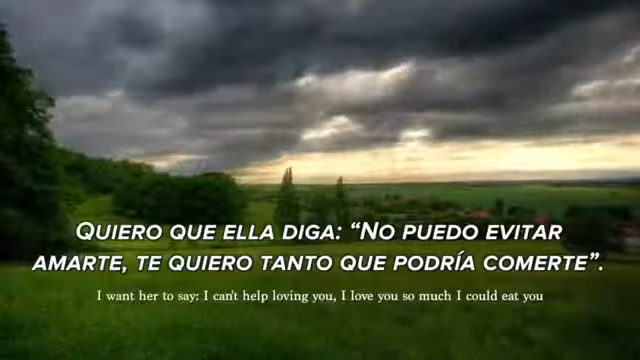 QUIERO QUE ELLA DIGA: “NO PUEDO EVITAR
AMARTE, TE QUIERO TANTO QUE PODRÍA COMERTE”.
I want her to say: I can't help loving you, I love you so much I could eat you